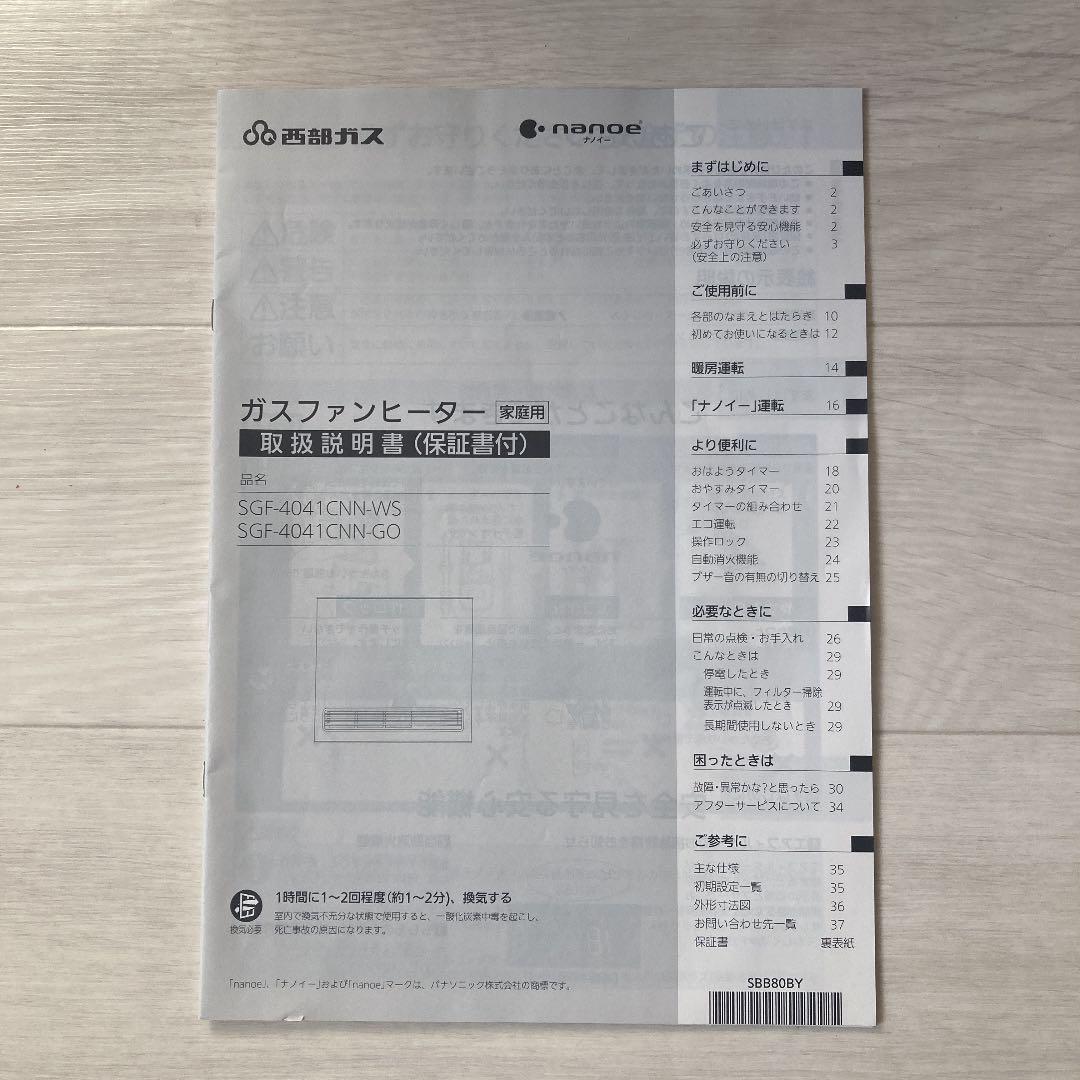 西部ガス
nanoe
ナノイー
ガスファンヒーター 家庭用
取扱説明書(保証書付)
品名
SGF-4041CNN-WS
SGF-4041CNN-GO
換気必要
1時間に1〜2回程度(約1〜2分)、換気する
室内で換気不充分な状態で使用すると、一酸化炭素中毒を起こし、
死亡事故の原因になります。
「nanoe」、「ナノイー」および「nanoe」マークは、パナソニック株式会社の商標です。
まずはじめに
ごあいさつ 2
こんなことができます 2
安全を見守る安心機能 2
必ずお守りください 3
(安全上の注意)
ご使用前に
各部のなまえとはたらき 10
初めてお使いになるときは 12
暖房運転 14
「ナノイー」運転 16
より便利に
おはようタイマー 18
おやすみタイマー 20
タイマーの組み合わせ 21
エコ運転 22
操作ロック 23
自動消火機能 24
ブザー音の有無の切り替え 25
必要なときに
日常の点検・お手入れ 26
こんなときは 29
停電したとき 29
運転中に、フィルター掃除
表示が点滅したとき 29
長期間使用しないとき 29
困ったときは
故障・異常かな?と思ったら 30
アフターサービスについて 34
ご参考に
主な仕様 35
初期設定一覧 35
外形寸法図 36
お問い合わせ先一覧 37
保証書 裏表紙
SBB80BY